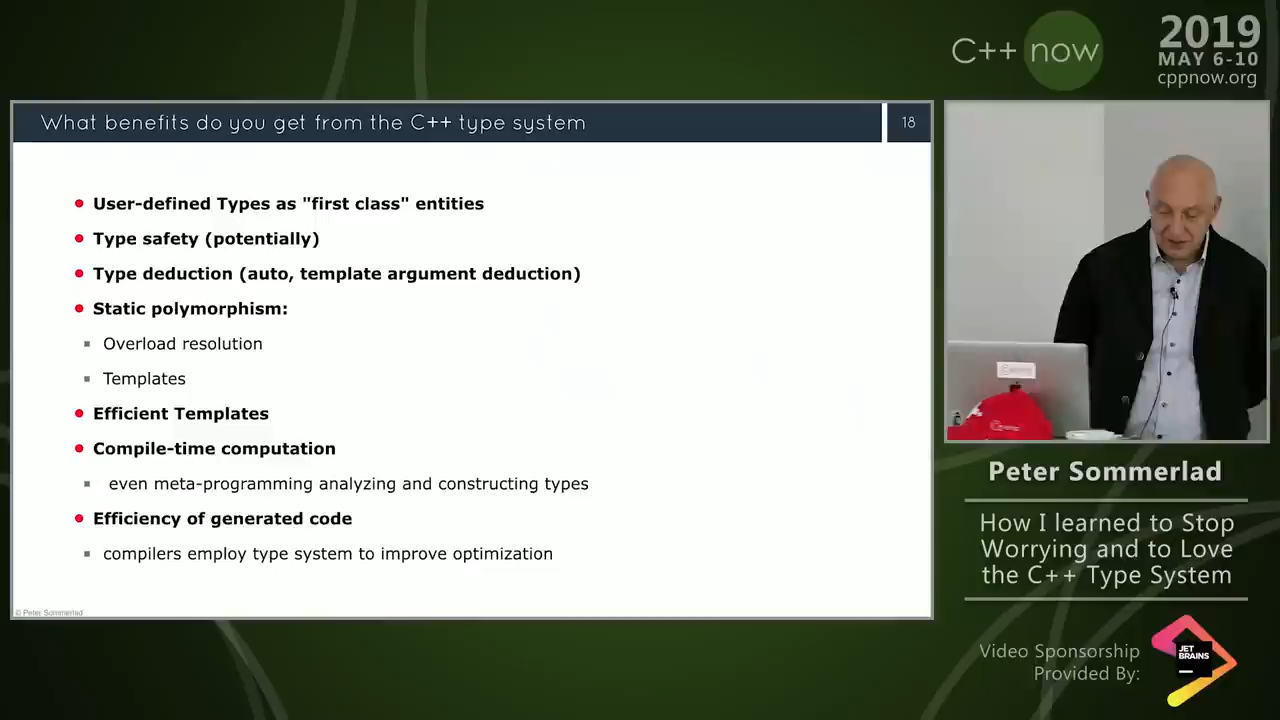 C++ now
2019
MAY 6-10
cppnow.org
What benefits do you get from the C++ type system
18
User-defined Types as "first class" entities
Type safety (potentially)
Type deduction (auto, template argument deduction)
Static polymorphism:
Overload resolution
Templates
Efficient Templates
Compile-time computation
even meta-programming analyzing and constructing types
Efficiency of generated code
compilers employ type system to improve optimization
© Peter Sommerlad
Peter Sommerlad
How I learned to Stop
Worrying and to Love
the C++ Type System
Video Sponsorship
Provided By:
JET
BRAINS